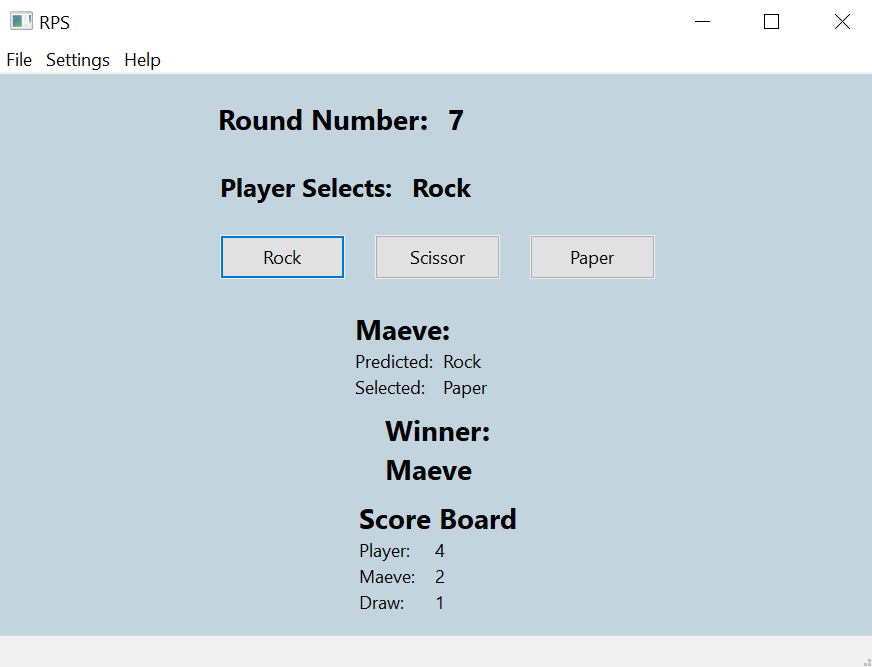 RPS
File Settings Help
Round Number: 7
Player Selects: Rock
Rock Scissor Paper
Maeve:
Predicted: Rock
Selected: Paper
Winner:
Maeve
Score Board
Player: 4
Maeve: 2
Draw: 1